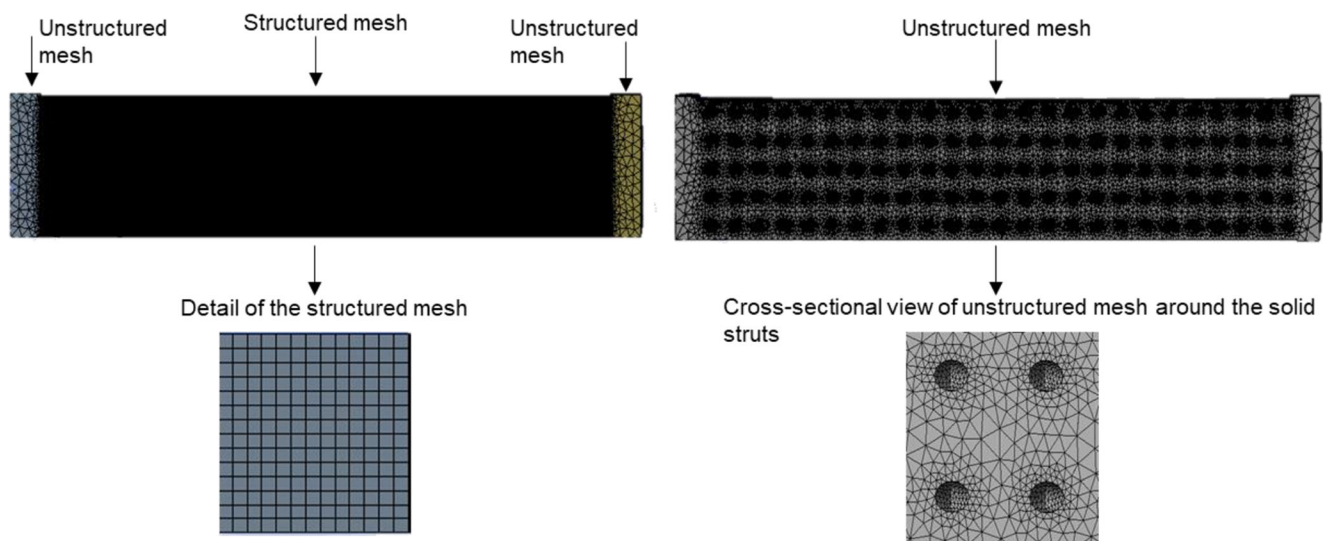 Unstructured
mesh
Structured mesh
Unstructured
mesh
Detail of the structured mesh
Unstructured mesh
Cross-sectional view of unstructured mesh around the solid
struts